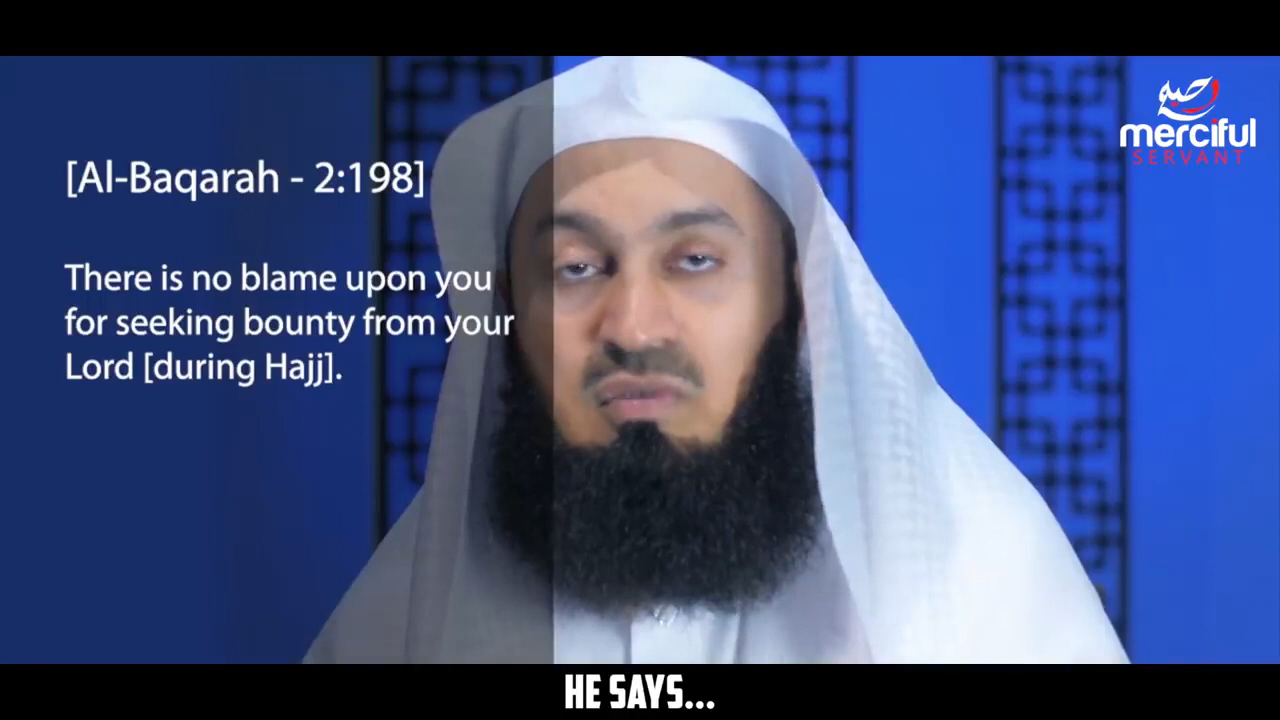 [Al-Baqarah - 2:198]
There is no blame upon you
for seeking bounty from your
Lord [during Hajj].
merciful
SERVANT
HE SAYS...